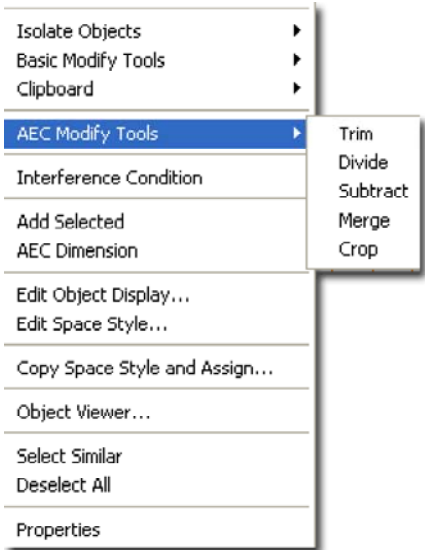 Isolate Objects
Basic Modify Tools
Clipboard
AEC Modify Tools
Interference Condition
Add Selected
AEC Dimension
Edit Object Display...
Edit Space Style...
Copy Space Style and Assign...
Object Viewer...
Select Similar
Deselect All
Properties
Trim
Divide
Subtract
Merge
Crop